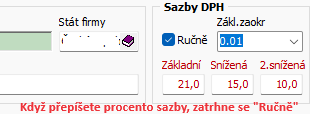 Sazby DPH
Stát firmy
Zákl.zaokr
Ručně
0.01
Základní Snížená 2.snížená
21,0 15,0 10,0
Když přepíšete procento sazby, zatrhne se "Ručně"